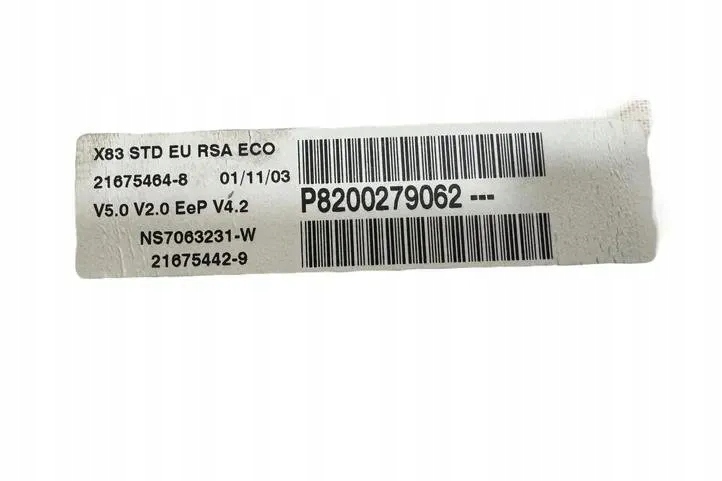 X83 STD EU RSA ECO
21675464-8 01/11/03
V5.0 V2.0 EeP V4.2
NS7063231-W
21675442-9
P8200279062---